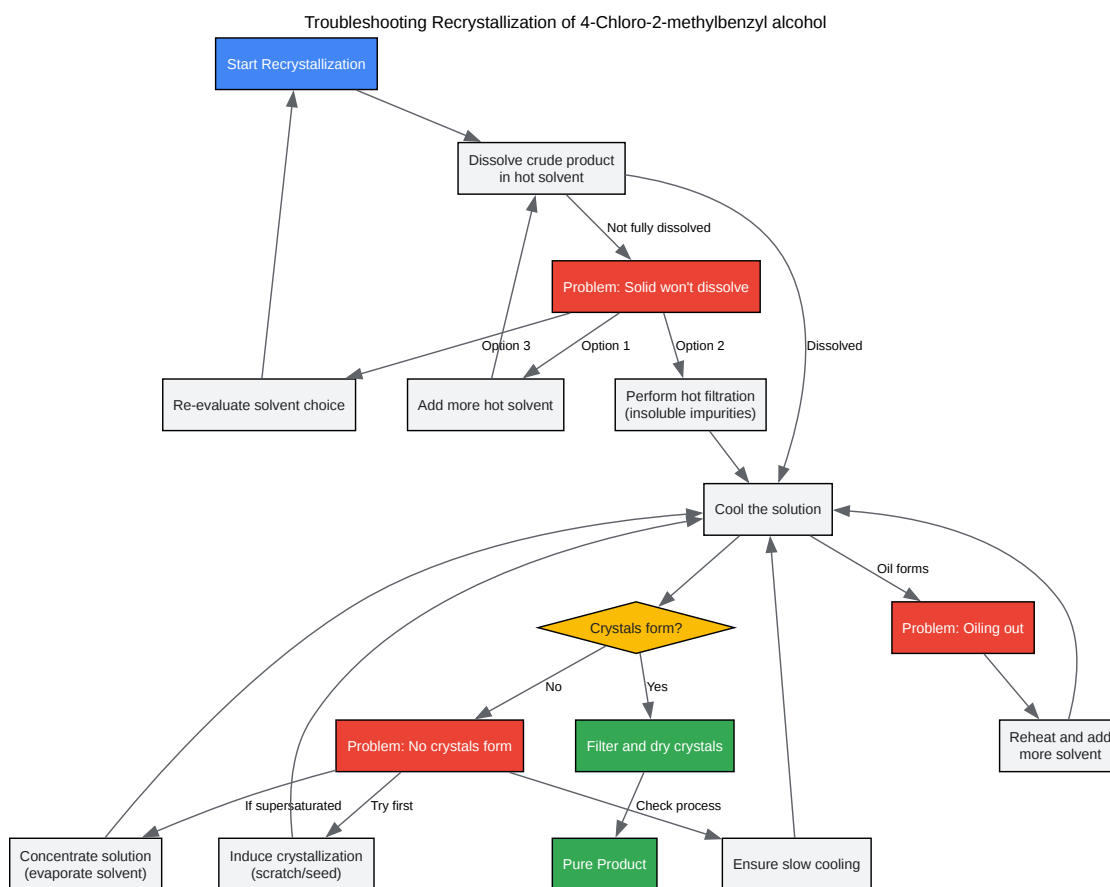 Troubleshooting Recrystallization of 4-Chloro-2-methylbenzyl alcohol
Start Recrystallization
Dissolve crude product
in hot solvent
Not fully dissolved
Problem: Solid won't dissolve
Option 3
Option 1
Option 2
Dissolved
Re-evaluate solvent choice
Add more hot solvent
Perform hot filtration
(insoluble impurities)
Cool the solution
Oil forms
Crystals form?
Problem: Oiling out
No
Yes
Problem: No crystals form
Filter and dry crystals
Reheat and add
more solvent
If supersaturated
Try first
Check process
Concentrate solution
(evaporate solvent)
Induce crystallization
(scratch/seed)
Pure Product
Ensure slow cooling